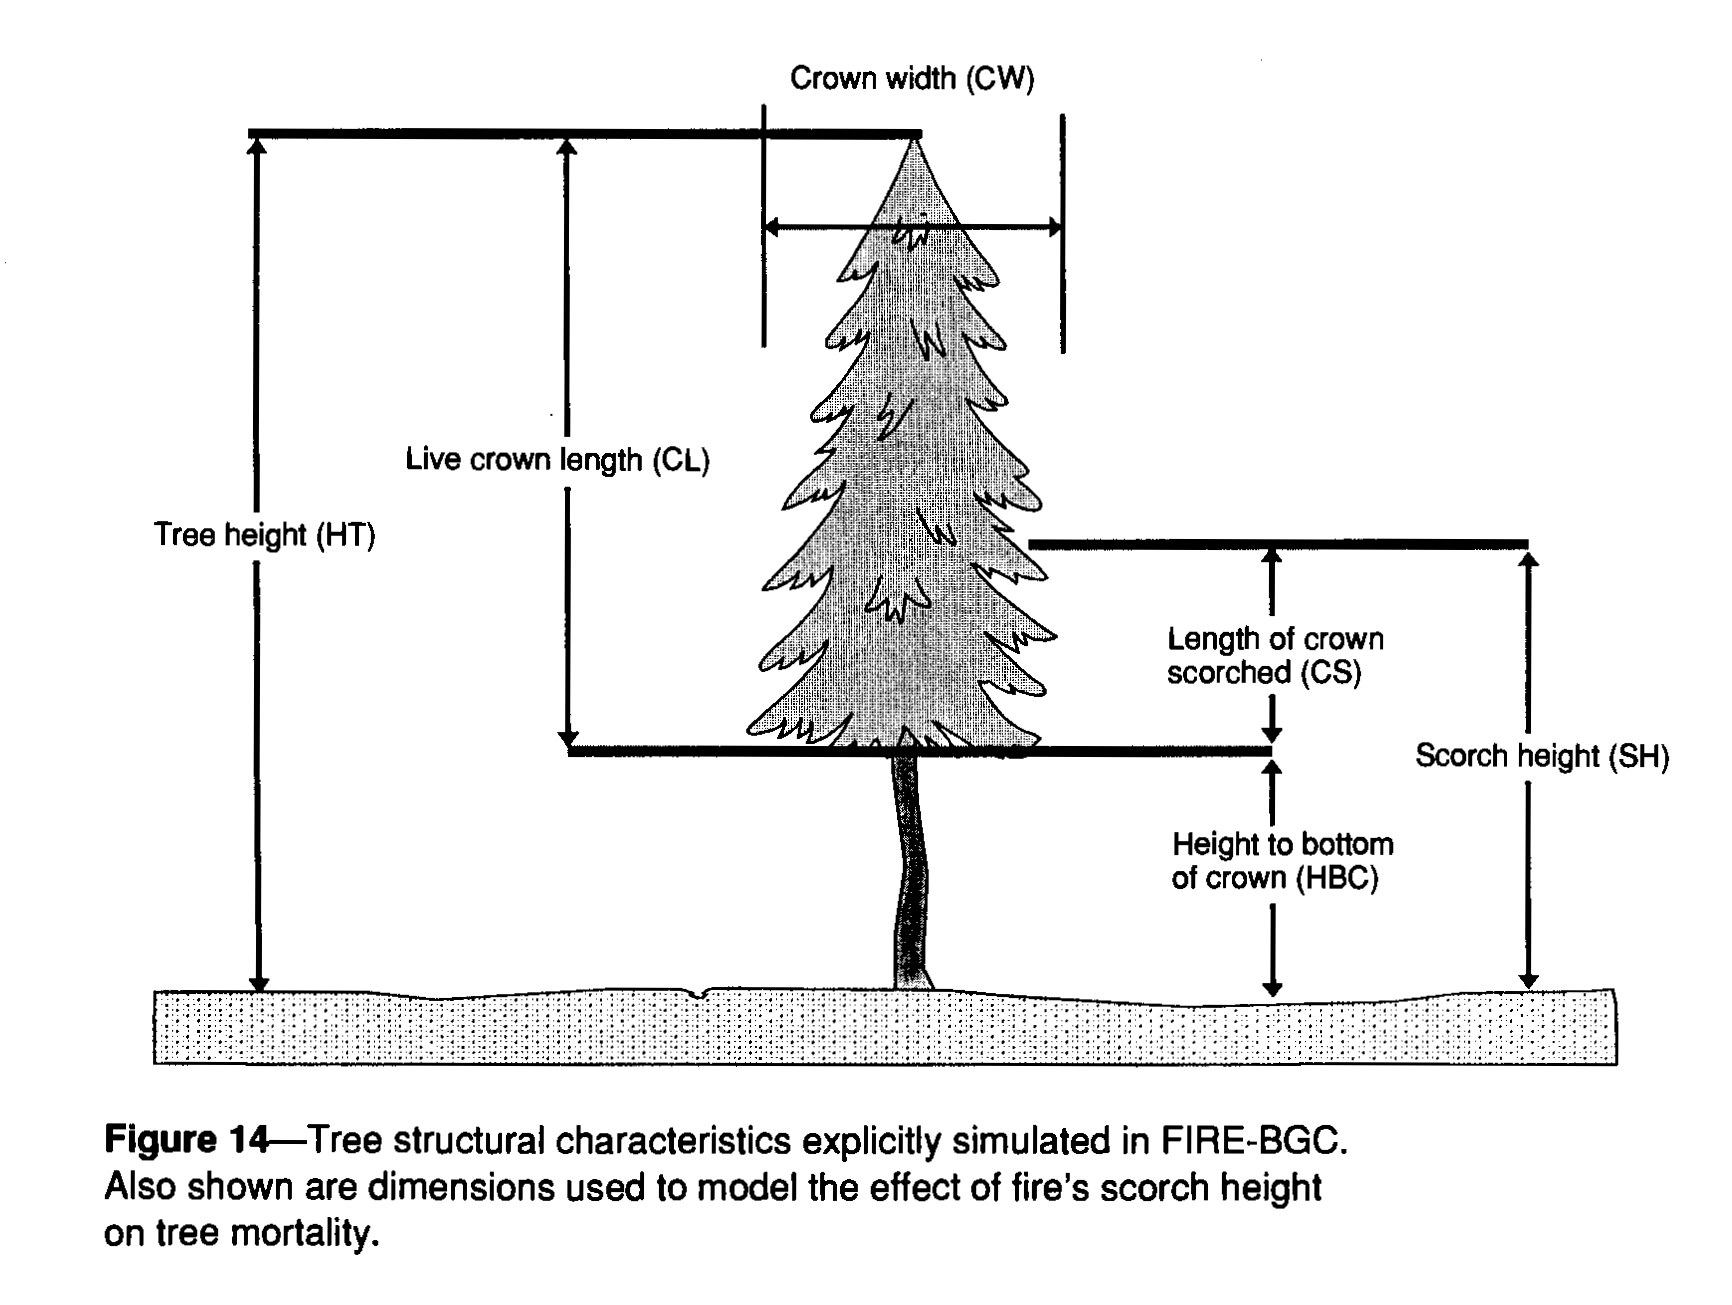 Crown width (CW)
Live crown length (CL)
Tree height (HT)
Length of crown
scorched (CS)
Scorch height (SH)
Height to bottom
of crown (HBC)
Figure 14—Tree structural characteristics explicitly simulated in FIRE-BGC.
Also shown are dimensions used to model the effect of fire's scorch height
on tree mortality.